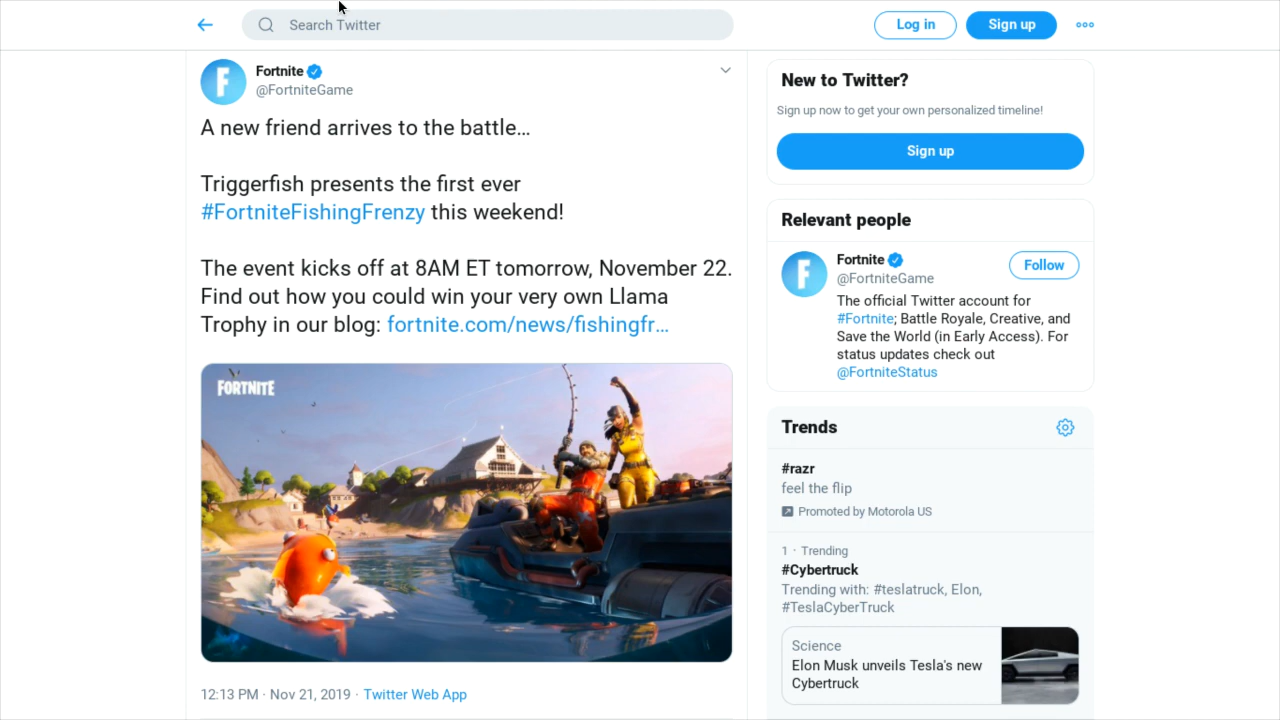 Search Twitter
Log in
Sign up
Fortnite
@FortniteGame
A new friend arrives to the battle…
Triggerfish presents the first ever
#FortniteFishingFrenzy this weekend!
The event kicks off at 8AM ET tomorrow, November 22.
Find out how you could win your very own Llama
Trophy in our blog: fortnite.com/news/fishingfr…
FORTNITE
12:13 PM · Nov 21, 2019 · Twitter Web App
New to Twitter?
Sign up now to get your own personalized timeline!
Sign up
Relevant people
Fortnite
@FortniteGame
Follow
The official Twitter account for
#Fortnite; Battle Royale, Creative, and
Save the World (in Early Access). For
status updates check out
@FortniteStatus
Trends
#razr
feel the flip
Promoted by Motorola US
1 · Trending
#Cybertruck
Trending with: #teslatruck, Elon,
#TeslaCyberTruck
Science
Elon Musk unveils Tesla's new
Cybertruck